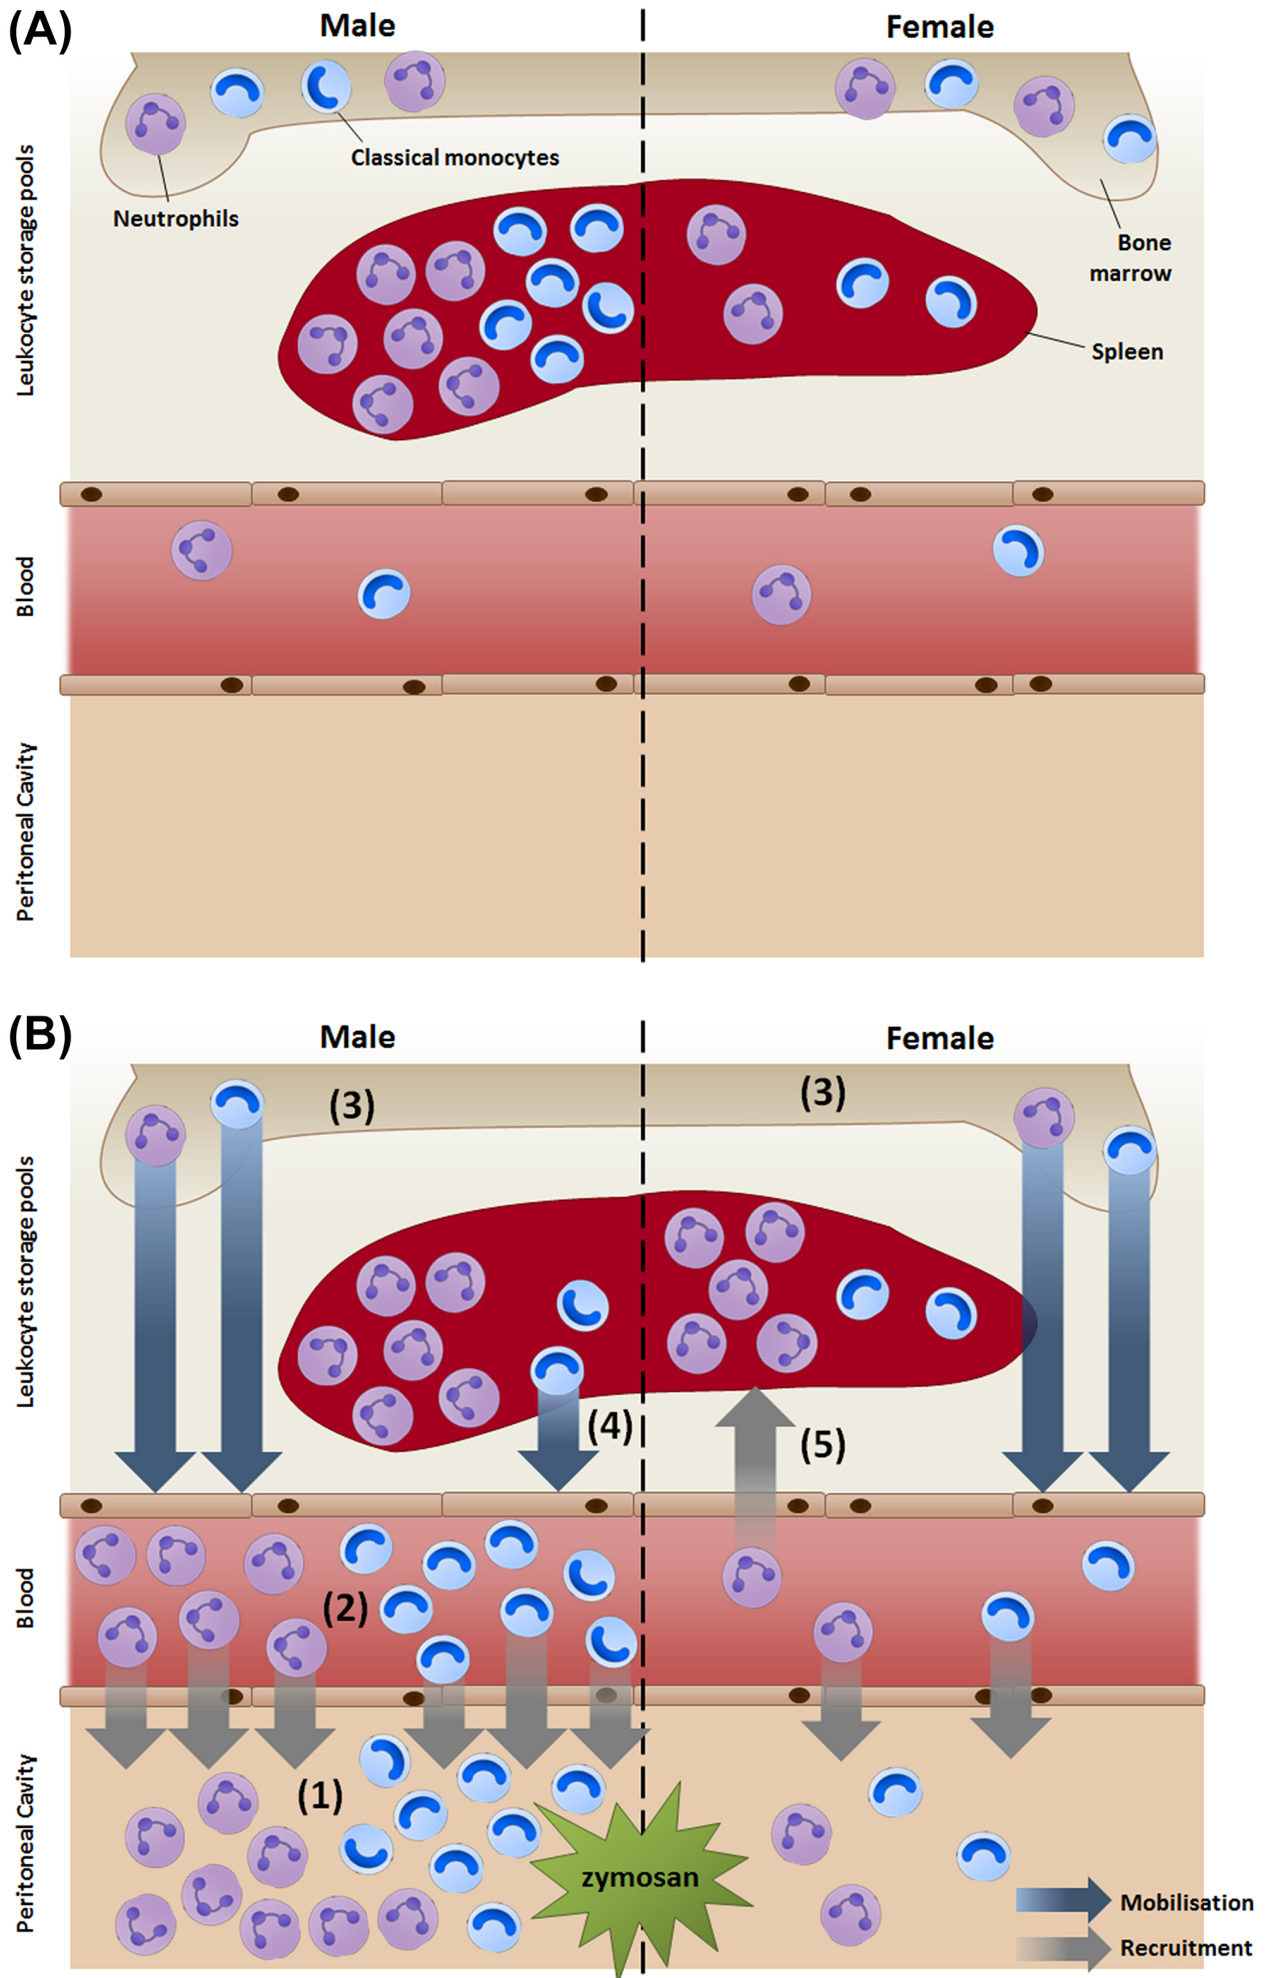 (A)
Male
Female
Leukocyte storage pools
Classical monocytes
Neutrophils
Bone
marrow
Spleen
Blood
Peritoneal Cavity
(B)
Male
Female
Leukocyte storage pools
(3)
(3)
(4)
(5)
Blood
(2)
Peritoneal Cavity
(1)
zymosan
Mobilisation
Recruitment